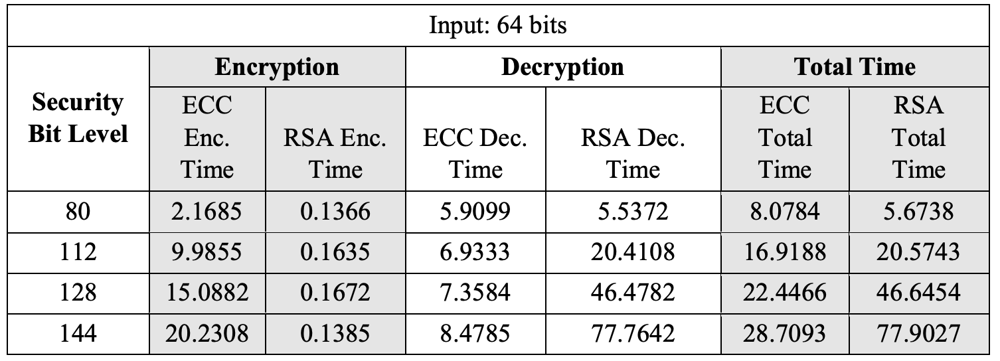 Input: 64 bits
Security Bit Level Encryption Decryption Total Time
ECC Enc. Time RSA Enc. Time ECC Dec. Time RSA Dec. Time ECC Total Time RSA Total Time
80 2.1685 0.1366 5.9099 5.5372 8.0784 5.6738
112 9.9855 0.1635 6.9333 20.4108 16.9188 20.5743
128 15.0882 0.1672 7.3584 46.4782 22.4466 46.6454
144 20.2308 0.1385 8.4785 77.7642 28.7093 77.9027